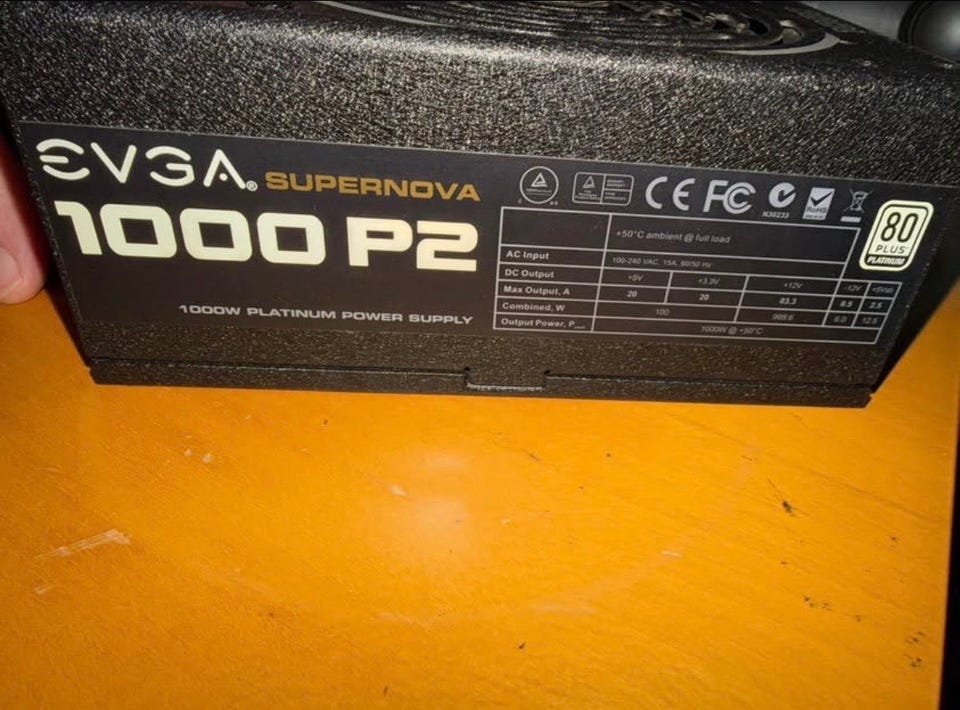 EVGA® SUPERNOVA
1000 P2
1000W PLATINUM POWER SUPPLY
CE FC N30233 RoHS
80
PLUS
PLATINUM
+50°C ambient @ full load
AC Input 100-240 VAC, 15A, 60/50 Hz
DC Output +5V +3.3V +12V -12V +5Vsb
Max Output, A 20 20 83.3 0.5 2.5
Combined, W 100 999.6 6.0 12.5
Output Power, P 1000W @ +50°C